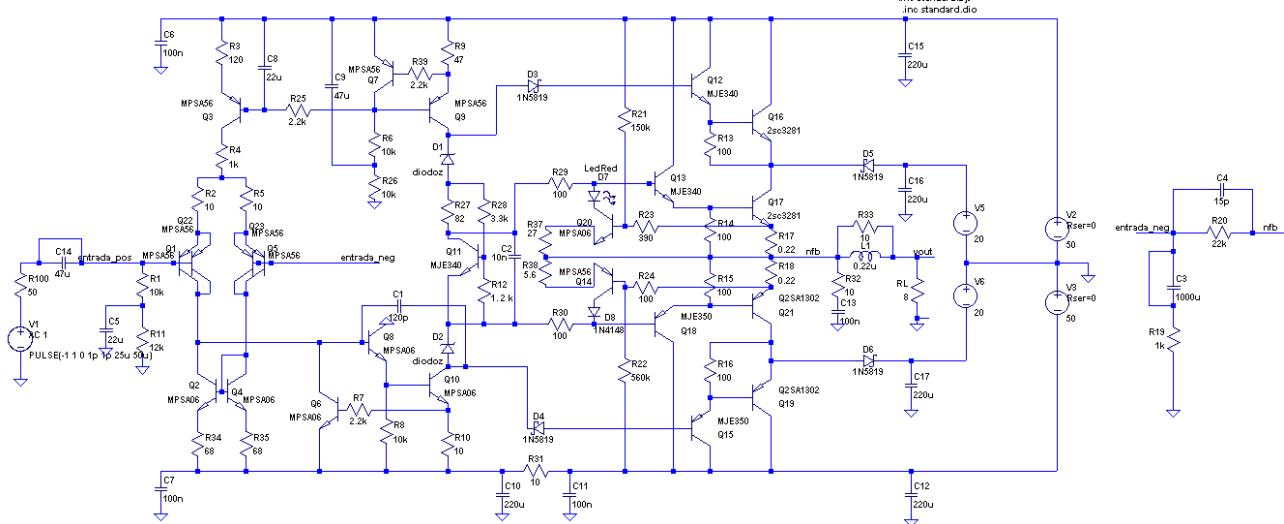 .inc standard.dio
C6
100n
R3
120
C8
22u
MPSA56
Q3
R25
2.2k
R4
1k
C9
47u
MPSA56
Q7
R39
2.2k
R9
47
MPSA56
Q9
R6
10k
R26
10k
D1
diodoz
R27
82
R28
3.3k
Q11
MJE340
C2
10n
R12
1.2 k
D2
diodoz
D3
1N5819
Q12
MJE340
R13
100
Q16
2sc3281
R21
150k
LedRed
D7
R29
100
Q13
MJE340
Q17
2sc3281
R37
27
Q20
MPSA06
R23
390
R14
100
R17
0.22
R38
5.6
MPSA56
Q14
R24
100
R15
100
R18
0.22
D8
1N4148
R30
100
MJE350
Q18
Q2SA1302
Q21
R22
560k
R16
100
Q2SA1302
Q19
MJE350
Q15
D4
1N5819
D5
1N5819
D6
1N5819
C15
220u
C16
220u
C17
220u
C12
220u
nfb
R33
10
L1
0.22u
vout
R32
10
C13
100n
RL
8
V5
20
V6
20
V2
Rser=0
50
V3
Rser=0
50
entrada_neg
C4
15p
R20
22k
nfb
C3
1000u
R19
1k
R2
10
R5
10
Q22
MPSA56
Q1
Q23
MPSA56
Q5
entrada_neg
C14
47u
entrada_pos
R100
50
V1
AC 1
PULSE(-1 1 0 1p 1p 25u 50u)
R1
10k
C5
22u
R11
12k
C1
120p
Q8
MPSA06
Q10
MPSA06
Q2
MPSA06
Q4
MPSA06
Q6
MPSA06
R7
2.2k
R8
10k
R10
10
R34
68
R35
68
C7
100n
R31
10
C10
220u
C11
100n